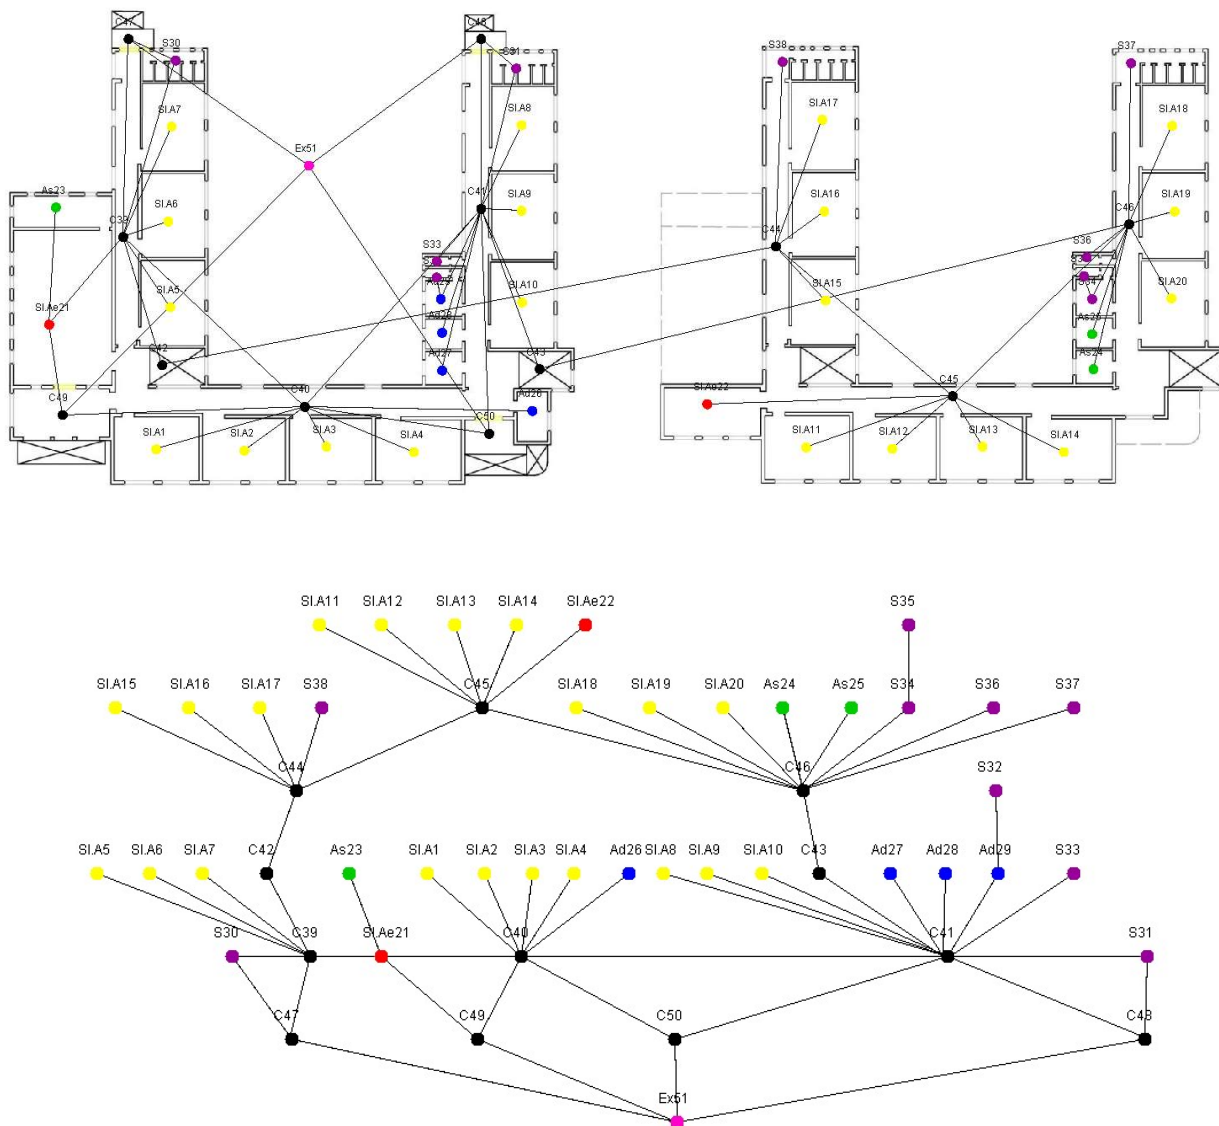 C47
C48
S30
S31
S38
S37
Sl.A7
Sl.A8
Sl.A17
Sl.A18
Ex51
As23
C41
Sl.A6
Sl.A9
Sl.A16
Sl.A19
C39
C44
C46
S33
S36
Sl.A5
Sl.A10
Sl.A15
Sl.A20
S34
Sl.Ae21
Ad28
As25
C42
C43
Ad27
As24
C40
C45
Sl.Ae22
Ad26
C49
C50
Sl.A1
Sl.A2
Sl.A3
Sl.A4
Sl.A11
Sl.A12
Sl.A13
Sl.A14
Sl.A11 Sl.A12 Sl.A13 Sl.A14 Sl.Ae22 S35
Sl.A15 Sl.A16 Sl.A17 S38 C45 Sl.A18 Sl.A19 Sl.A20 As24 As25 S34 S36 S37
C44 C46 S32
Sl.A5 Sl.A6 Sl.A7 C42 As23 Sl.A1 Sl.A2 Sl.A3 Sl.A4 Ad26 Sl.A8 Sl.A9 Sl.A10 C43 Ad27 Ad28 Ad29 S33
S30 C39 Sl.Ae21 C40 C41 S31
C47 C49 C50 C48
Ex51